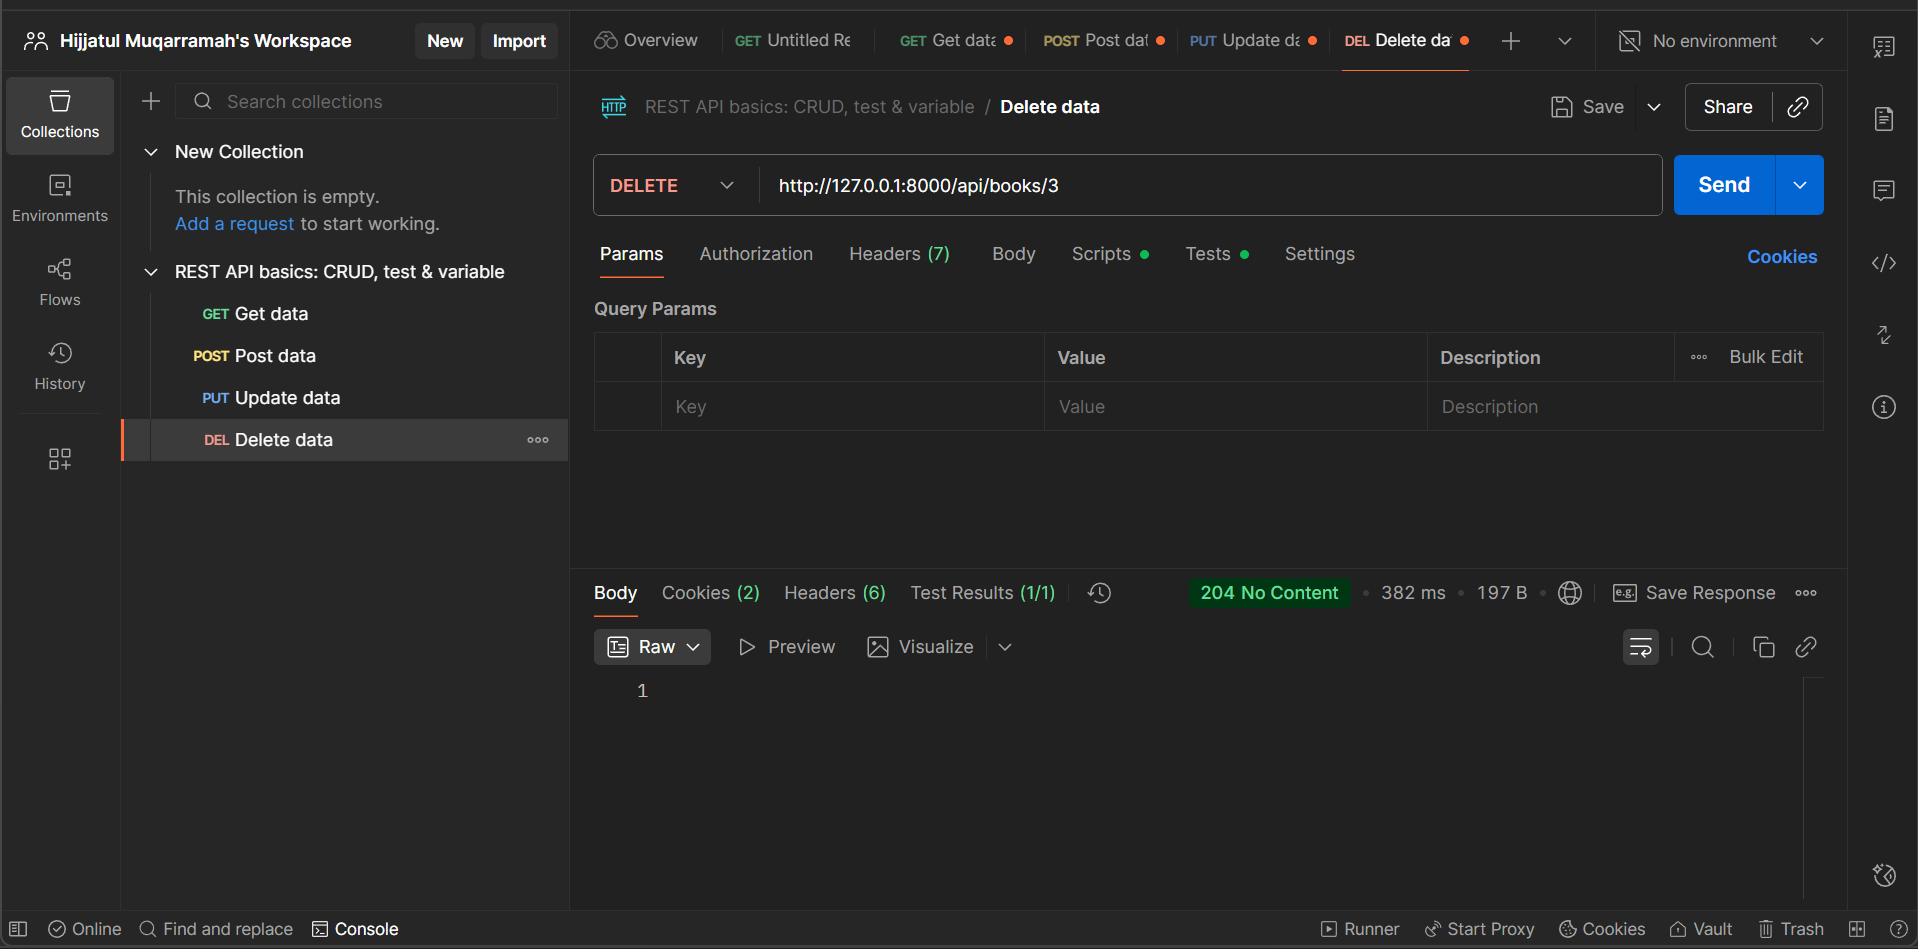 Hijjatul Muqarramah's Workspace New Import
Overview GET Untitled Re GET Get data POST Post dat PUT Update da DEL Delete da No environment
Collections
Environments
Flows
History
Search collections
New Collection
This collection is empty.
Add a request to start working.
REST API basics: CRUD, test & variable
GET Get data
POST Post data
PUT Update data
DEL Delete data
HTTP REST API basics: CRUD, test & variable / Delete data Save Share
DELETE http://127.0.0.1:8000/api/books/3 Send
Params Authorization Headers (7) Body Scripts Tests Settings Cookies
Query Params
Key Value Description Bulk Edit
Key Value Description
Body Cookies (2) Headers (6) Test Results (1/1) 204 No Content • 382 ms • 197 B • e.g. Save Response
Raw Preview Visualize
1
Online Find and replace Console Runner Start Proxy Cookies Vault Trash